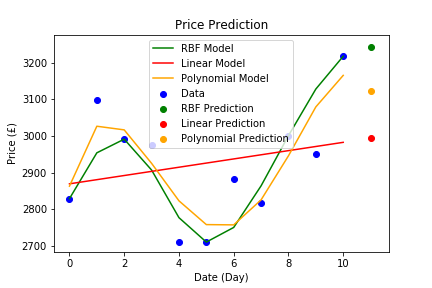 Price Prediction
RBF Model
Linear Model
Polynomial Model
Data
RBF Prediction
Linear Prediction
Polynomial Prediction
3200
3100
3000
2900
2800
2700
Price (£)
0 2 4 6 8 10
Date (Day)